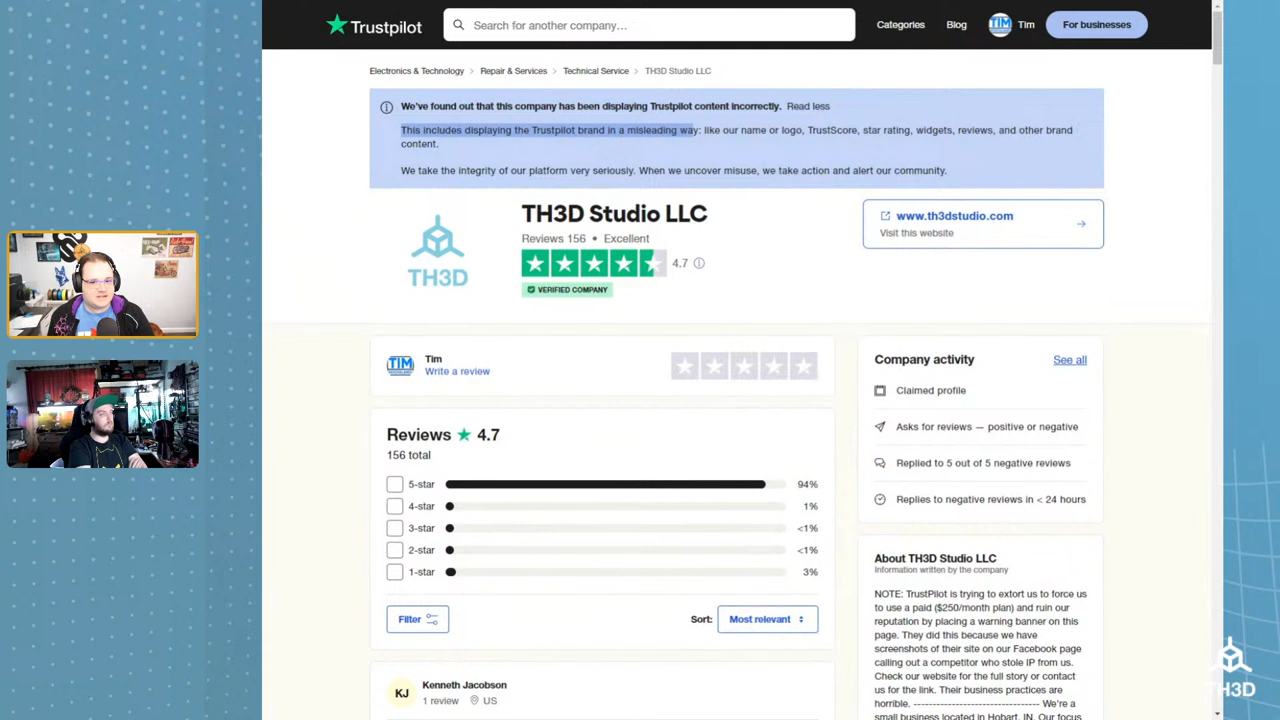 Trustpilot
Search for another company…
Categories
Blog
TIM
Tim
For businesses
Electronics & Technology
Repair & Services
Technical Service
TH3D Studio LLC
We've found out that this company has been displaying Trustpilot content incorrectly. Read less
This includes displaying the Trustpilot brand in a misleading way: like our name or logo, TrustScore, star rating, widgets, reviews, and other brand
content.
We take the integrity of our platform very seriously. When we uncover misuse, we take action and alert our community.
TH3D
TH3D Studio LLC
Reviews 156 • Excellent
4.7
VERIFIED COMPANY
www.th3dstudio.com
Visit this website
TIM
Tim
Write a review
Reviews 4.7
156 total
5-star 94%
4-star 1%
3-star <1%
2-star <1%
1-star 3%
Filter
Sort:
Most relevant
KJ
Kenneth Jacobson
1 review US
Company activity
See all
Claimed profile
Asks for reviews — positive or negative
Replied to 5 out of 5 negative reviews
Replies to negative reviews in < 24 hours
About TH3D Studio LLC
Information written by the company
NOTE: TrustPilot is trying to extort us to force us
to use a paid ($250/month plan) and ruin our
reputation by placing a warning banner on this
page. They did this because we have
screenshots of their site on our Facebook page
calling out a competitor who stole IP from us.
Check our website for the full story or contact
us for the link. Their business practices are
horrible. ---------------------------------- We're a
small business located in Hobart, IN. Our focus
TH3D